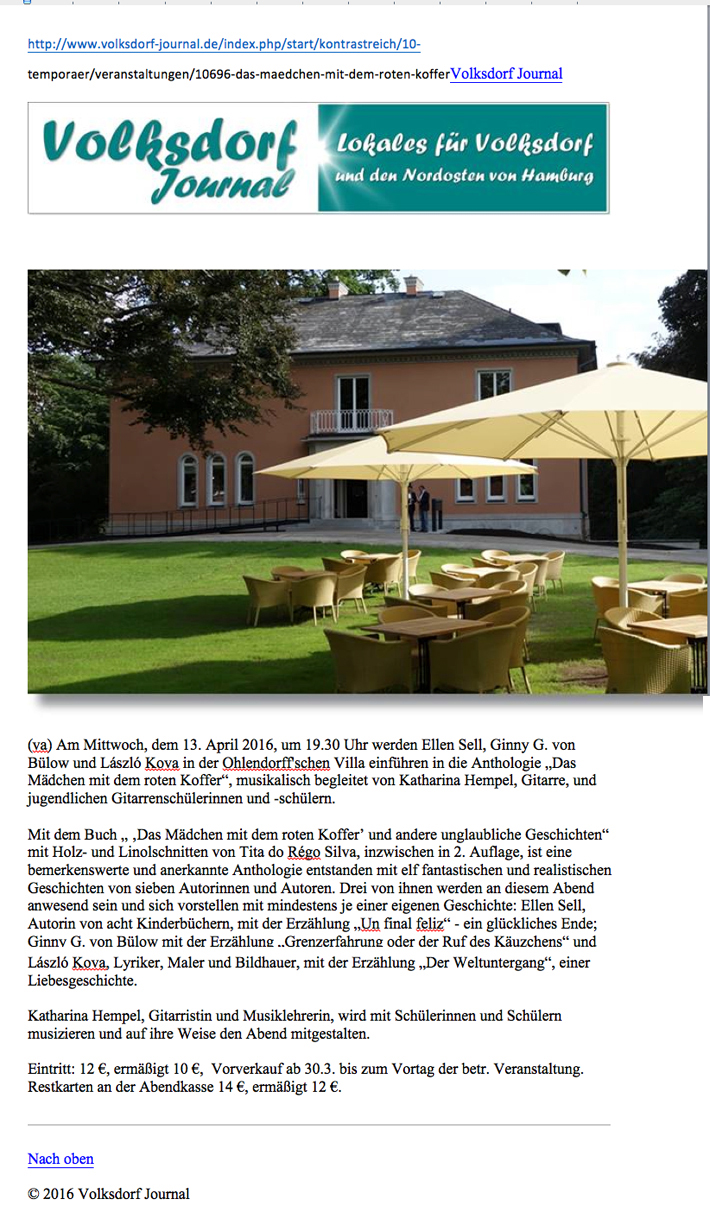 http://www.volksdorf-journal.de/index.php/start/kontrastreich/10-
temporaer/veranstaltungen/10696-das-maedchen-mit-dem-roten-kofferVolksdorf Journal
Volksdorf
Journal
Lokales für Volksdorf
und den Nordosten von Hamburg
(va) Am Mittwoch, dem 13. April 2016, um 19.30 Uhr werden Ellen Sell, Ginny G. von
Bülow und László Kova in der Ohlendorff'schen Villa einführen in die Anthologie „Das
Mädchen mit dem roten Koffer“, musikalisch begleitet von Katharina Hempel, Gitarre, und
jugendlichen Gitarrenschülerinnen und -schülern.
Mit dem Buch „ ‚Das Mädchen mit dem roten Koffer’ und andere unglaubliche Geschichten“
mit Holz- und Linolschnitten von Tita do Régo Silva, inzwischen in 2. Auflage, ist eine
bemerkenswerte und anerkannte Anthologie entstanden mit elf fantastischen und realistischen
Geschichten von sieben Autorinnen und Autoren. Drei von ihnen werden an diesem Abend
anwesend sein und sich vorstellen mit mindestens je einer eigenen Geschichte: Ellen Sell,
Autorin von acht Kinderbüchern, mit der Erzählung „Un final feliz“ - ein glückliches Ende;
Ginny G. von Bülow mit der Erzählung „Grenzerfahrung oder der Ruf des Käuzchens“ und
László Kova, Lyriker, Maler und Bildhauer, mit der Erzählung „Der Weltuntergang“, einer
Liebesgeschichte.
Katharina Hempel, Gitarristin und Musiklehrerin, wird mit Schülerinnen und Schülern
musizieren und auf ihre Weise den Abend mitgestalten.
Eintritt: 12 €, ermäßigt 10 €,  Vorverkauf ab 30.3. bis zum Vortag der betr. Veranstaltung.
Restkarten an der Abendkasse 14 €, ermäßigt 12 €.
Nach oben
© 2016 Volksdorf Journal